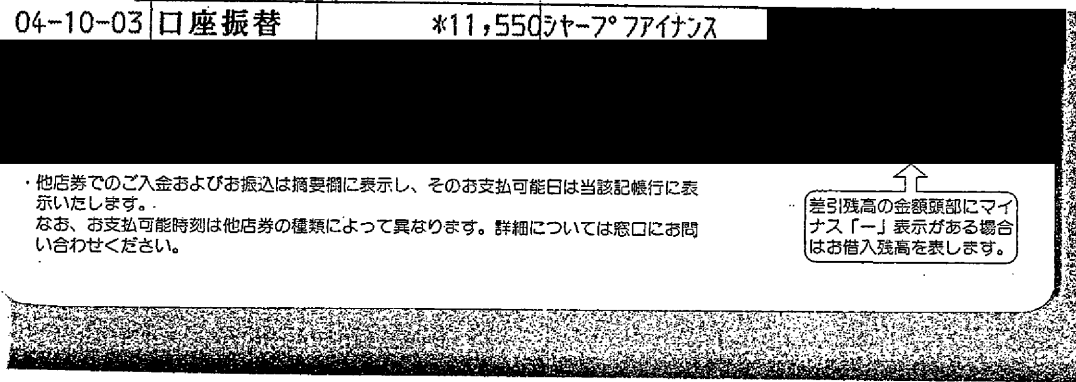 04-10-03 口座振替 *11,550 シャープ ファイナンス
・他店券でのご入金およびお振込は摘要欄に表示し、そのお支払可能日は当該記帳行に表
示いたします。
なお、お支払可能時刻は他店券の種類によって異なります。詳細については窓口にお問
い合わせください。
差引残高の金額頭部にマイ
ナス「ー」表示がある場合
はお借入残高を表します。